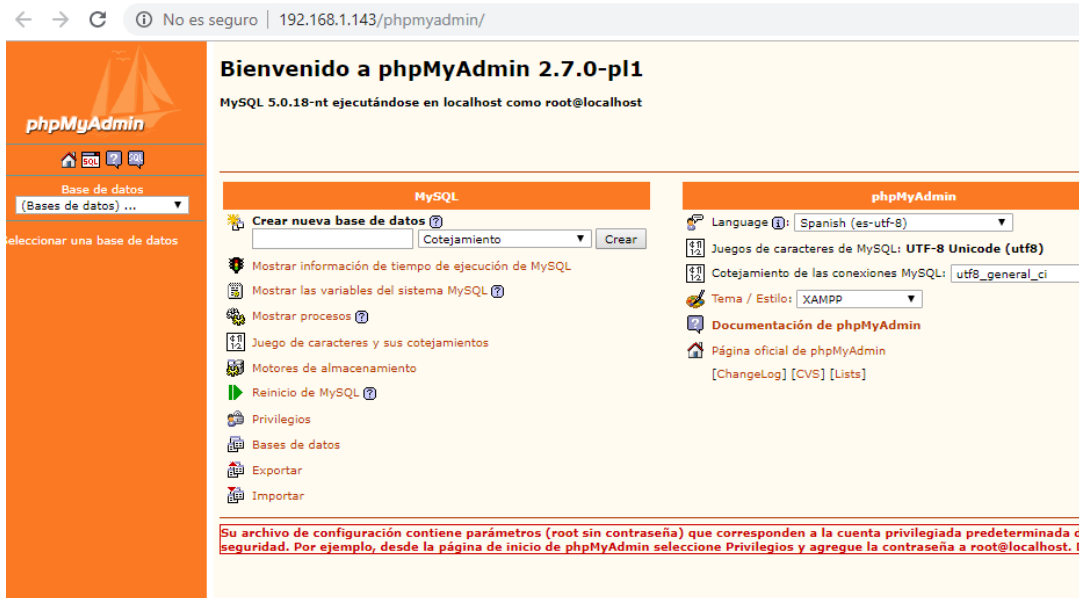 No es seguro | 192.168.1.143/phpmyadmin/
phpMyAdmin
SQL
SQL
Base de datos
(Bases de datos) ...
Seleccionar una base de datos
Bienvenido a phpMyAdmin 2.7.0-pl1
MySQL 5.0.18-nt ejecutándose en localhost como root@localhost
MySQL
Crear nueva base de datos
Cotejamiento
Crear
Mostrar información de tiempo de ejecución de MySQL
Mostrar las variables del sistema MySQL
Mostrar procesos
Juego de caracteres y sus cotejamientos
Motores de almacenamiento
Reinicio de MySQL
Privilegios
Bases de datos
Exportar
Importar
phpMyAdmin
Language : Spanish (es-utf-8)
Juegos de caracteres de MySQL: UTF-8 Unicode (utf8)
Cotejamiento de las conexiones MySQL: utf8_general_ci
Tema / Estilo: XAMPP
Documentación de phpMyAdmin
Página oficial de phpMyAdmin
[ChangeLog] [CVS] [Lists]
Su archivo de configuración contiene parámetros (root sin contraseña) que corresponden a la cuenta privilegiada predeterminada
seguridad. Por ejemplo, desde la página de inicio de phpMyAdmin seleccione Privilegios y agregue la contraseña a root@localhost.